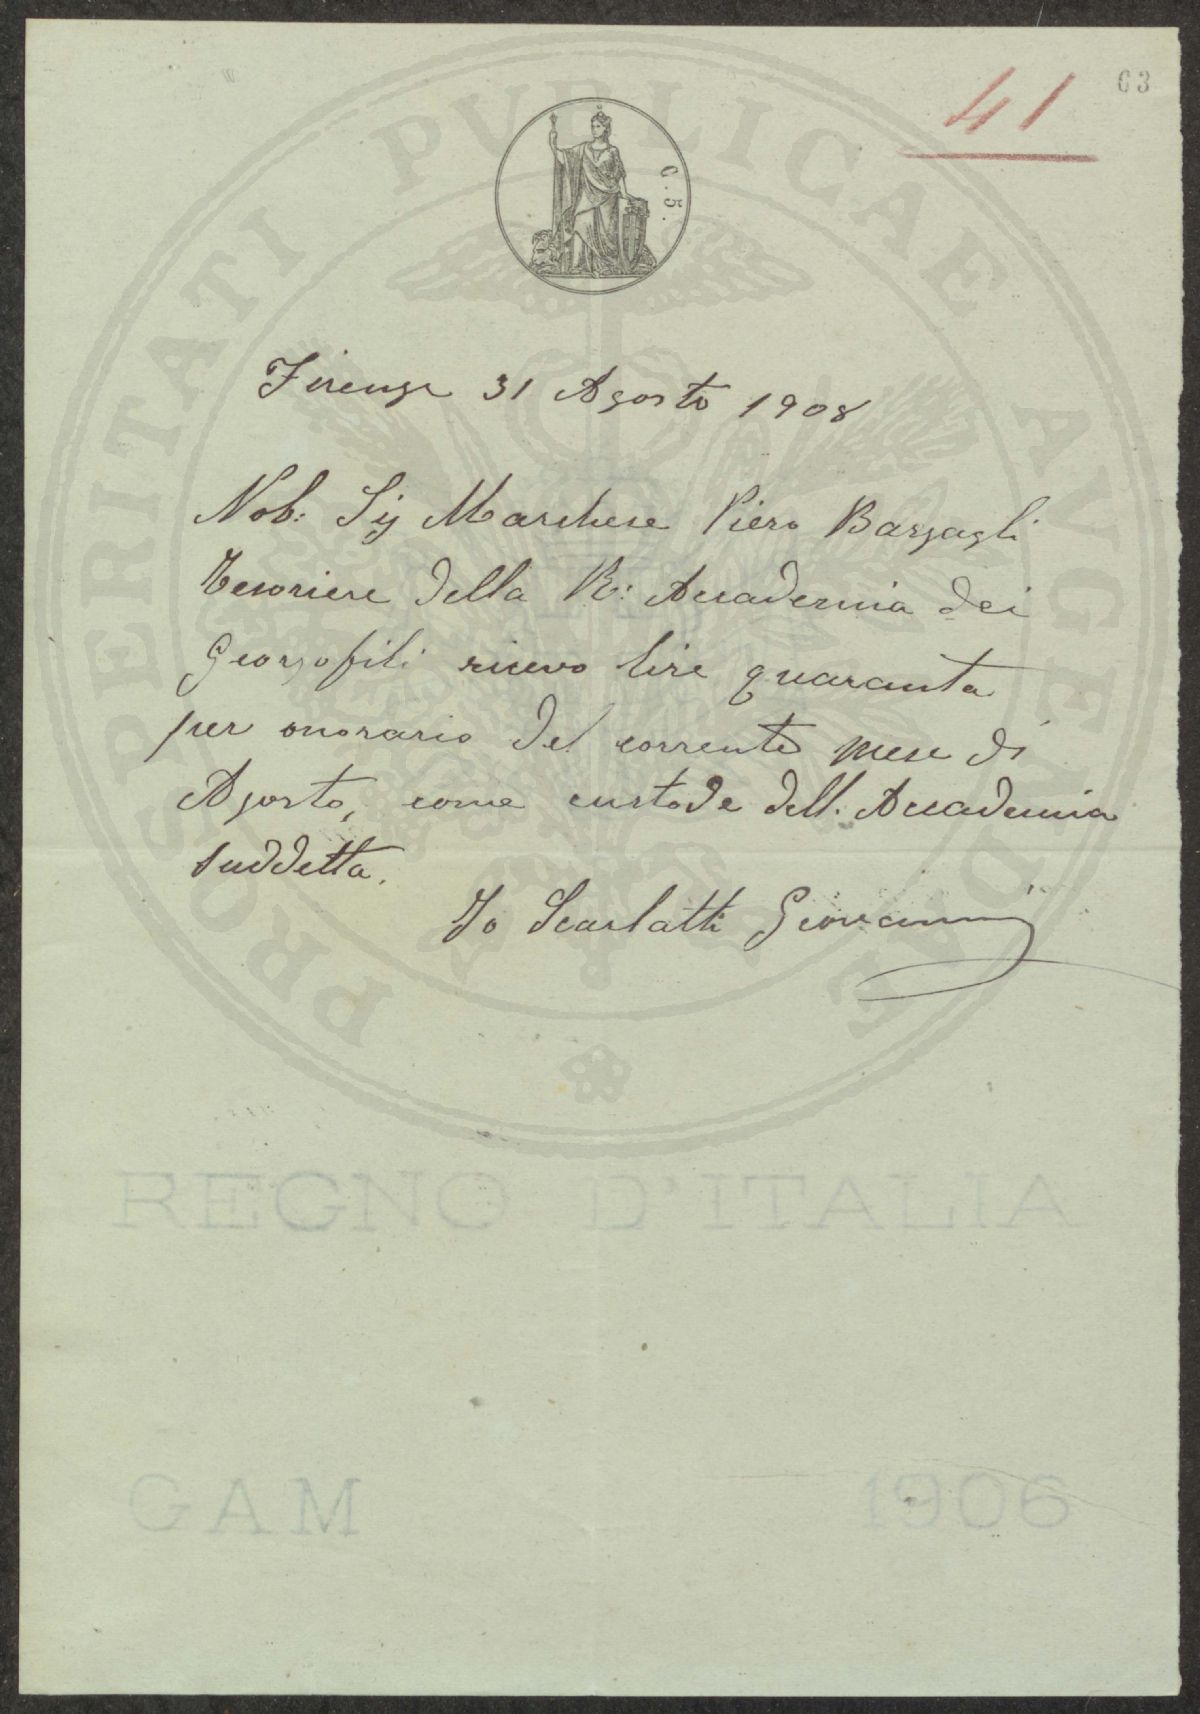 63
41
C. 5.
PROSPERITATI PUBLICAE AUGENDAE
Firenze 31 Agosto 1908
Nob: Sig Marchese Piero Bargagli
Tesoriere della R: Accademia dei
Georgofili ricevo lire quaranta
per onorario del corrente mese di
Agosto, come custode dell. Accademia
suddetta.
Io Scarlatti Giovanni
REGNO D'ITALIA
GAM 1906